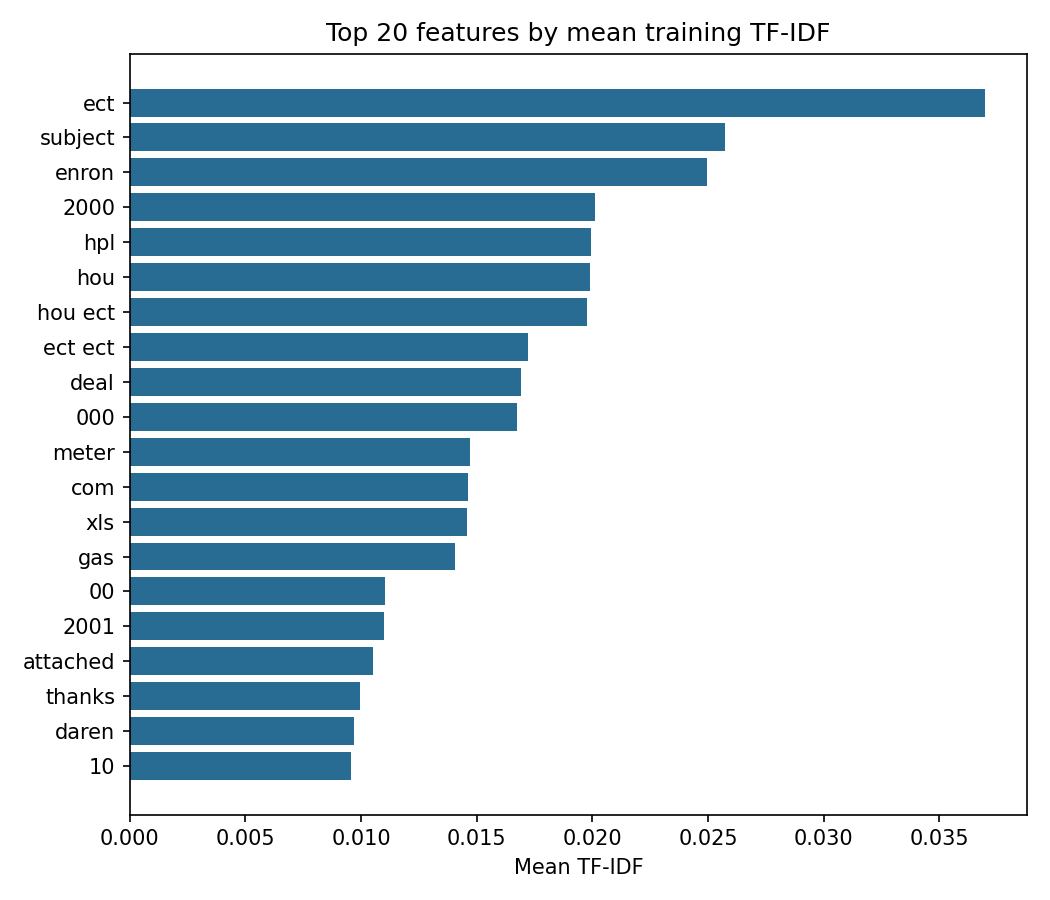 Top 20 features by mean training TF-IDF
ect
subject
enron
2000
hpl
hou
hou ect
ect ect
deal
000
meter
com
xls
gas
00
2001
attached
thanks
daren
10
0.000 0.005 0.010 0.015 0.020 0.025 0.030 0.035
Mean TF-IDF